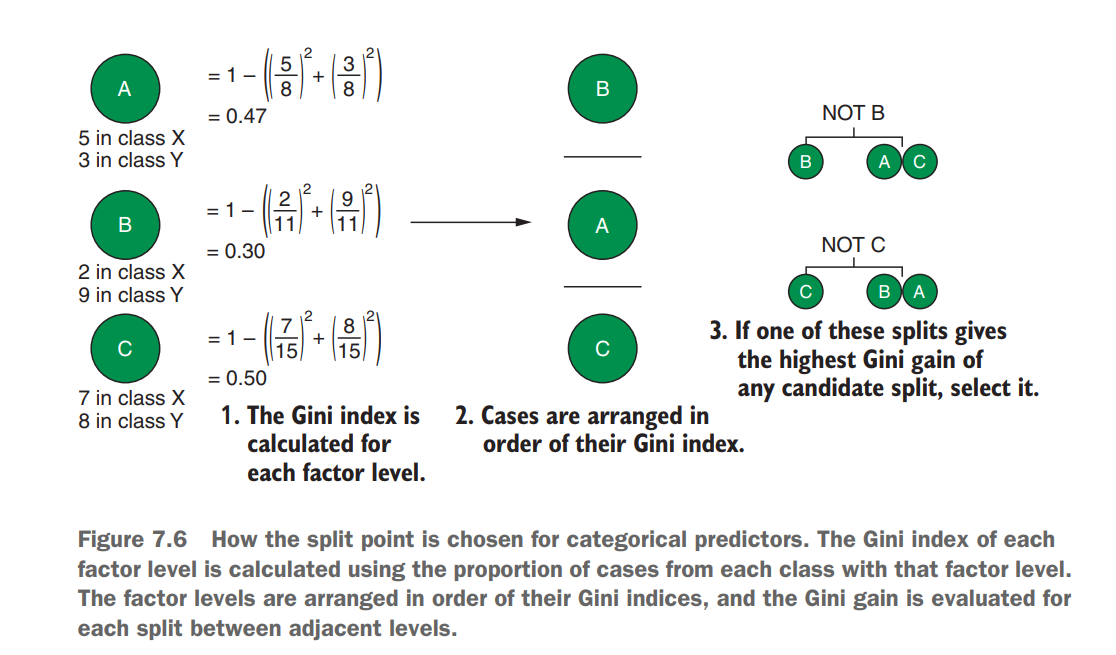 A
= 1 – ((5/8)² + (3/8)²)
= 0.47
5 in class X
3 in class Y
B
= 1 – ((2/11)² + (9/11)²)
= 0.30
2 in class X
9 in class Y
C
= 1 – ((7/15)² + (8/15)²)
= 0.50
7 in class X
8 in class Y
1. The Gini index is
calculated for
each factor level.
B
A
C
2. Cases are arranged in
order of their Gini index.
NOT B
B A C
NOT C
C B A
3. If one of these splits gives
the highest Gini gain of
any candidate split, select it.
Figure 7.6 How the split point is chosen for categorical predictors. The Gini index of each
factor level is calculated using the proportion of cases from each class with that factor level.
The factor levels are arranged in order of their Gini indices, and the Gini gain is evaluated for
each split between adjacent levels.